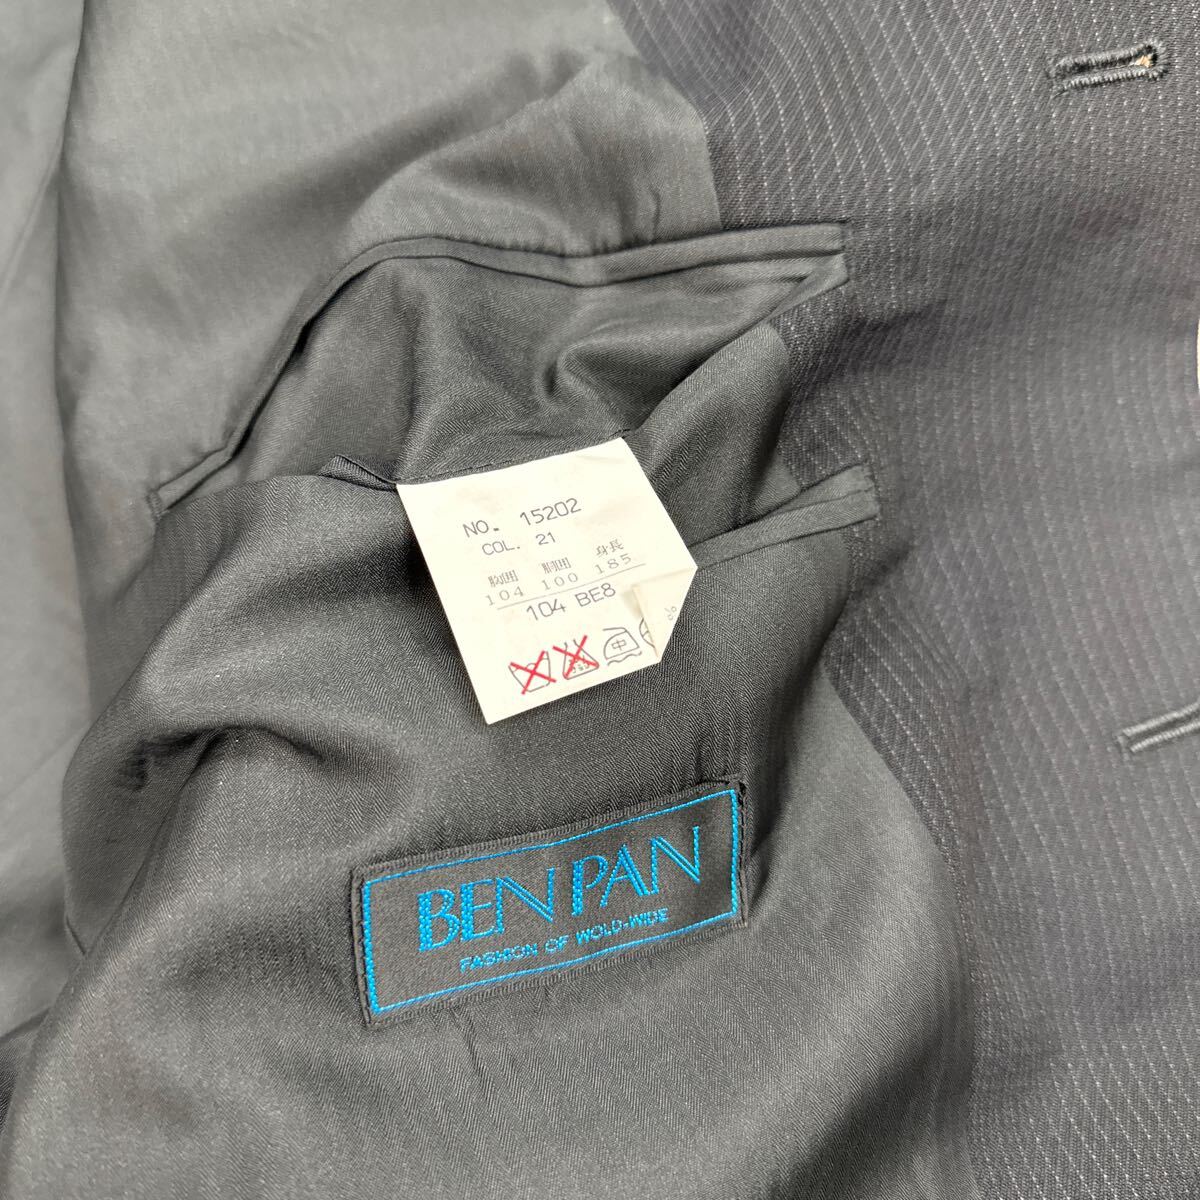 NO. 15202
COL. 21
胸囲 胴囲 身長
104 100 185
104 BE8
中
BEN PAN
FASHION OF WOLD-WIDE